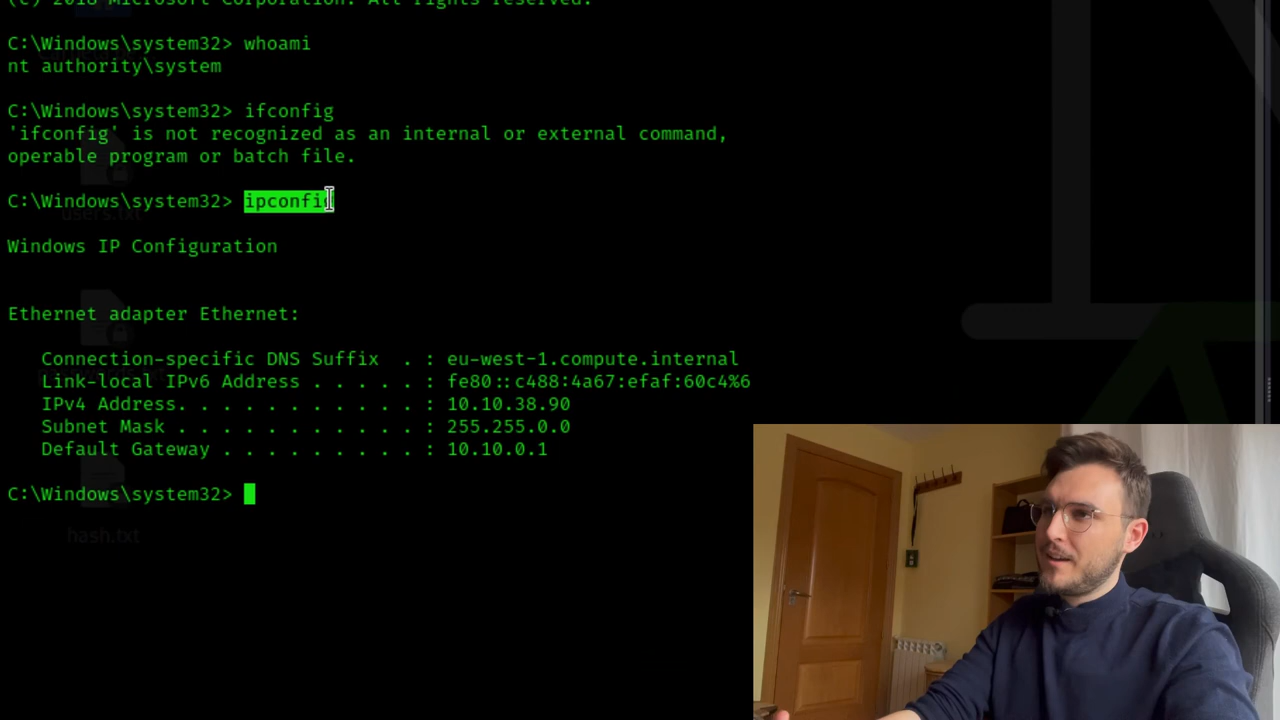 (c) 2018 Microsoft Corporation. All rights reserved.
C:\Windows\system32> whoami
nt authority\system
C:\Windows\system32> ifconfig
'ifconfig' is not recognized as an internal or external command,
operable program or batch file.
C:\Windows\system32> ipconfig
users.txt
Windows IP Configuration
Ethernet adapter Ethernet:
Connection-specific DNS Suffix . : eu-west-1.compute.internal
Link-local IPv6 Address . . . . . : fe80::c488:4a67:efaf:60c4%6
IPv4 Address. . . . . . . . . . . : 10.10.38.90
Subnet Mask . . . . . . . . . . . : 255.255.0.0
Default Gateway . . . . . . . . . : 10.10.0.1
C:\Windows\system32>
hash.txt